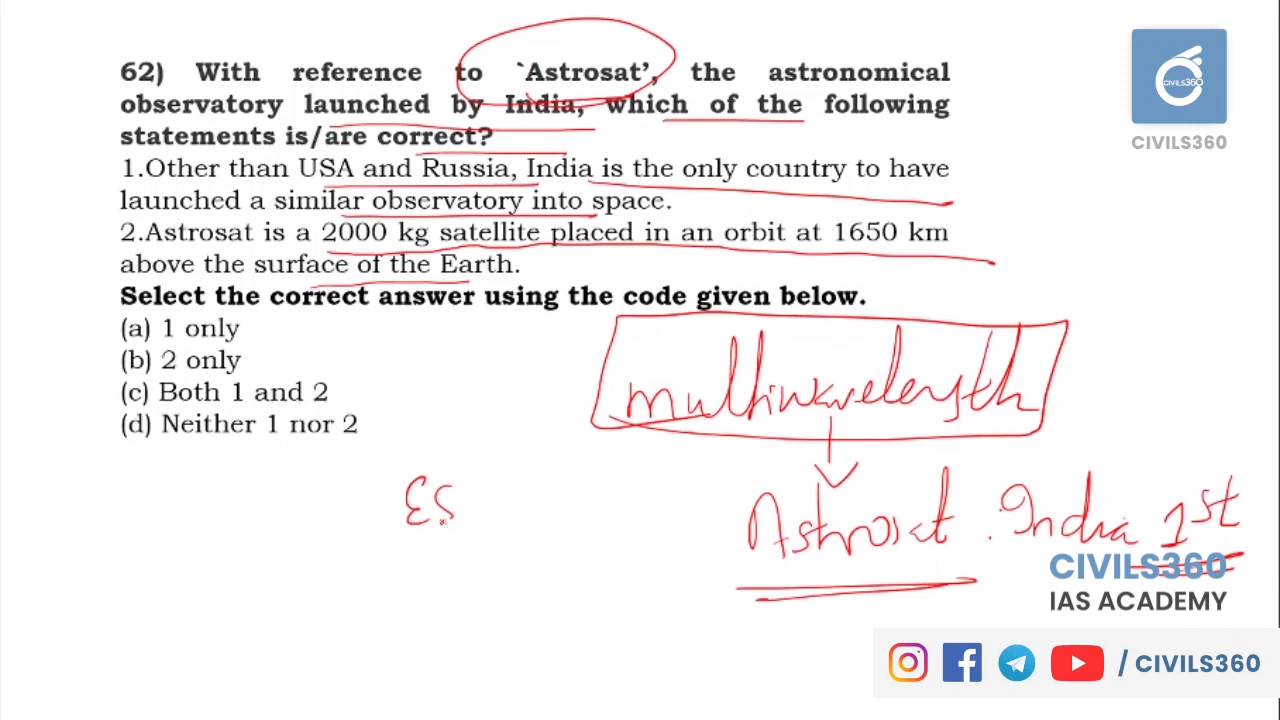 62) With reference to `Astrosat’, the astronomical
observatory launched by India, which of the following
statements is/are correct?
1.Other than USA and Russia, India is the only country to have
launched a similar observatory into space.
2.Astrosat is a 2000 kg satellite placed in an orbit at 1650 km
above the surface of the Earth.
Select the correct answer using the code given below.
(a) 1 only
(b) 2 only
(c) Both 1 and 2
(d) Neither 1 nor 2
multiwavelength
ES
Astrosat . India 1st
CIVILS360
CIVILS360
CIVILS360
IAS ACADEMY
/ CIVILS360